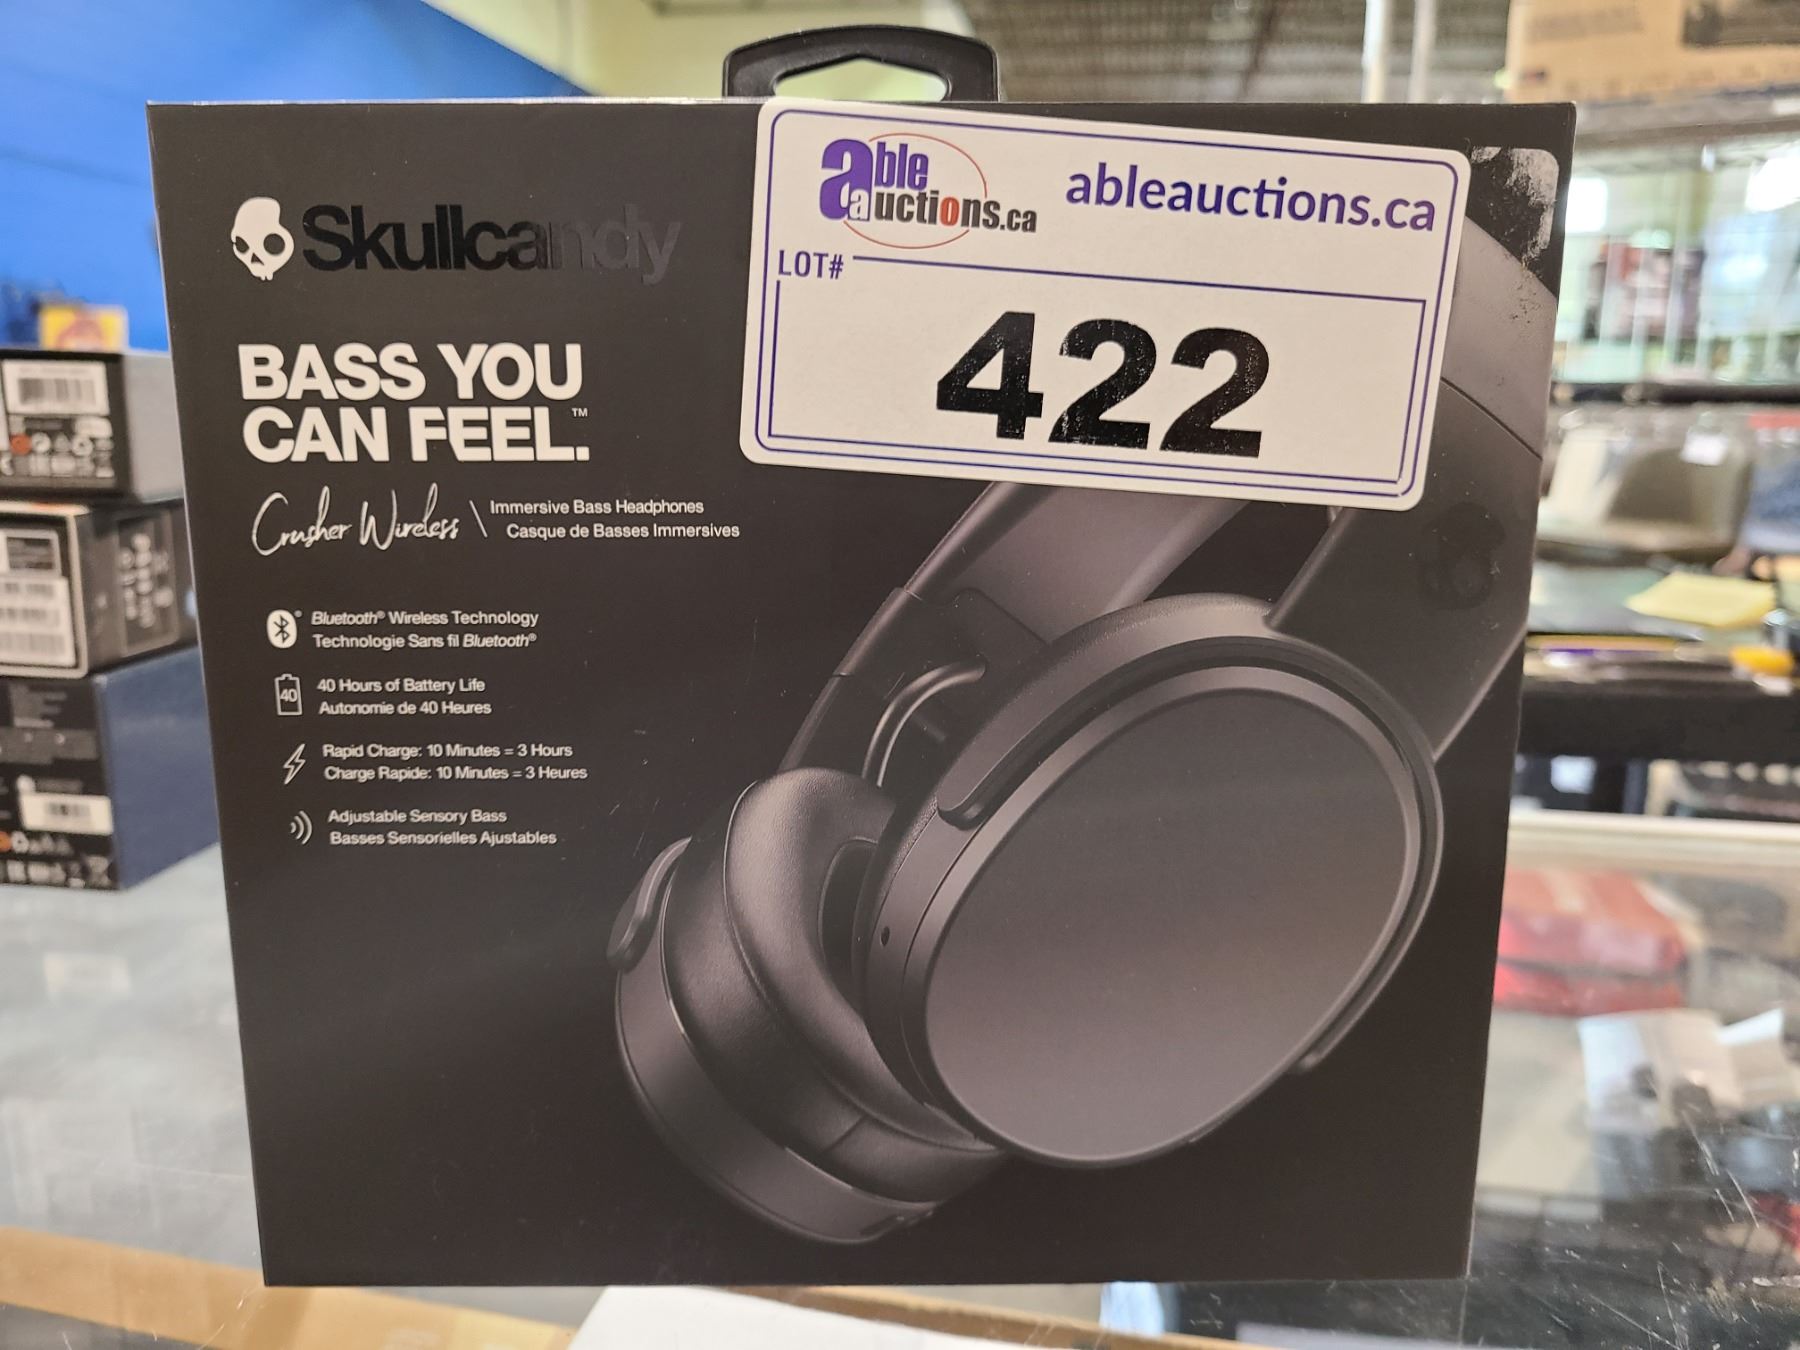 able auctions.ca
ableauctions.ca
LOT#
422
Skullcandy
BASS YOU
CAN FEEL.™
Crusher Wireless \ Immersive Bass Headphones
Casque de Basses Immersives
Bluetooth® Wireless Technology
Technologie Sans fil Bluetooth®
40
40 Hours of Battery Life
Autonomie de 40 Heures
Rapid Charge: 10 Minutes = 3 Hours
Charge Rapide: 10 Minutes = 3 Heures
Adjustable Sensory Bass
Basses Sensorielles Ajustables